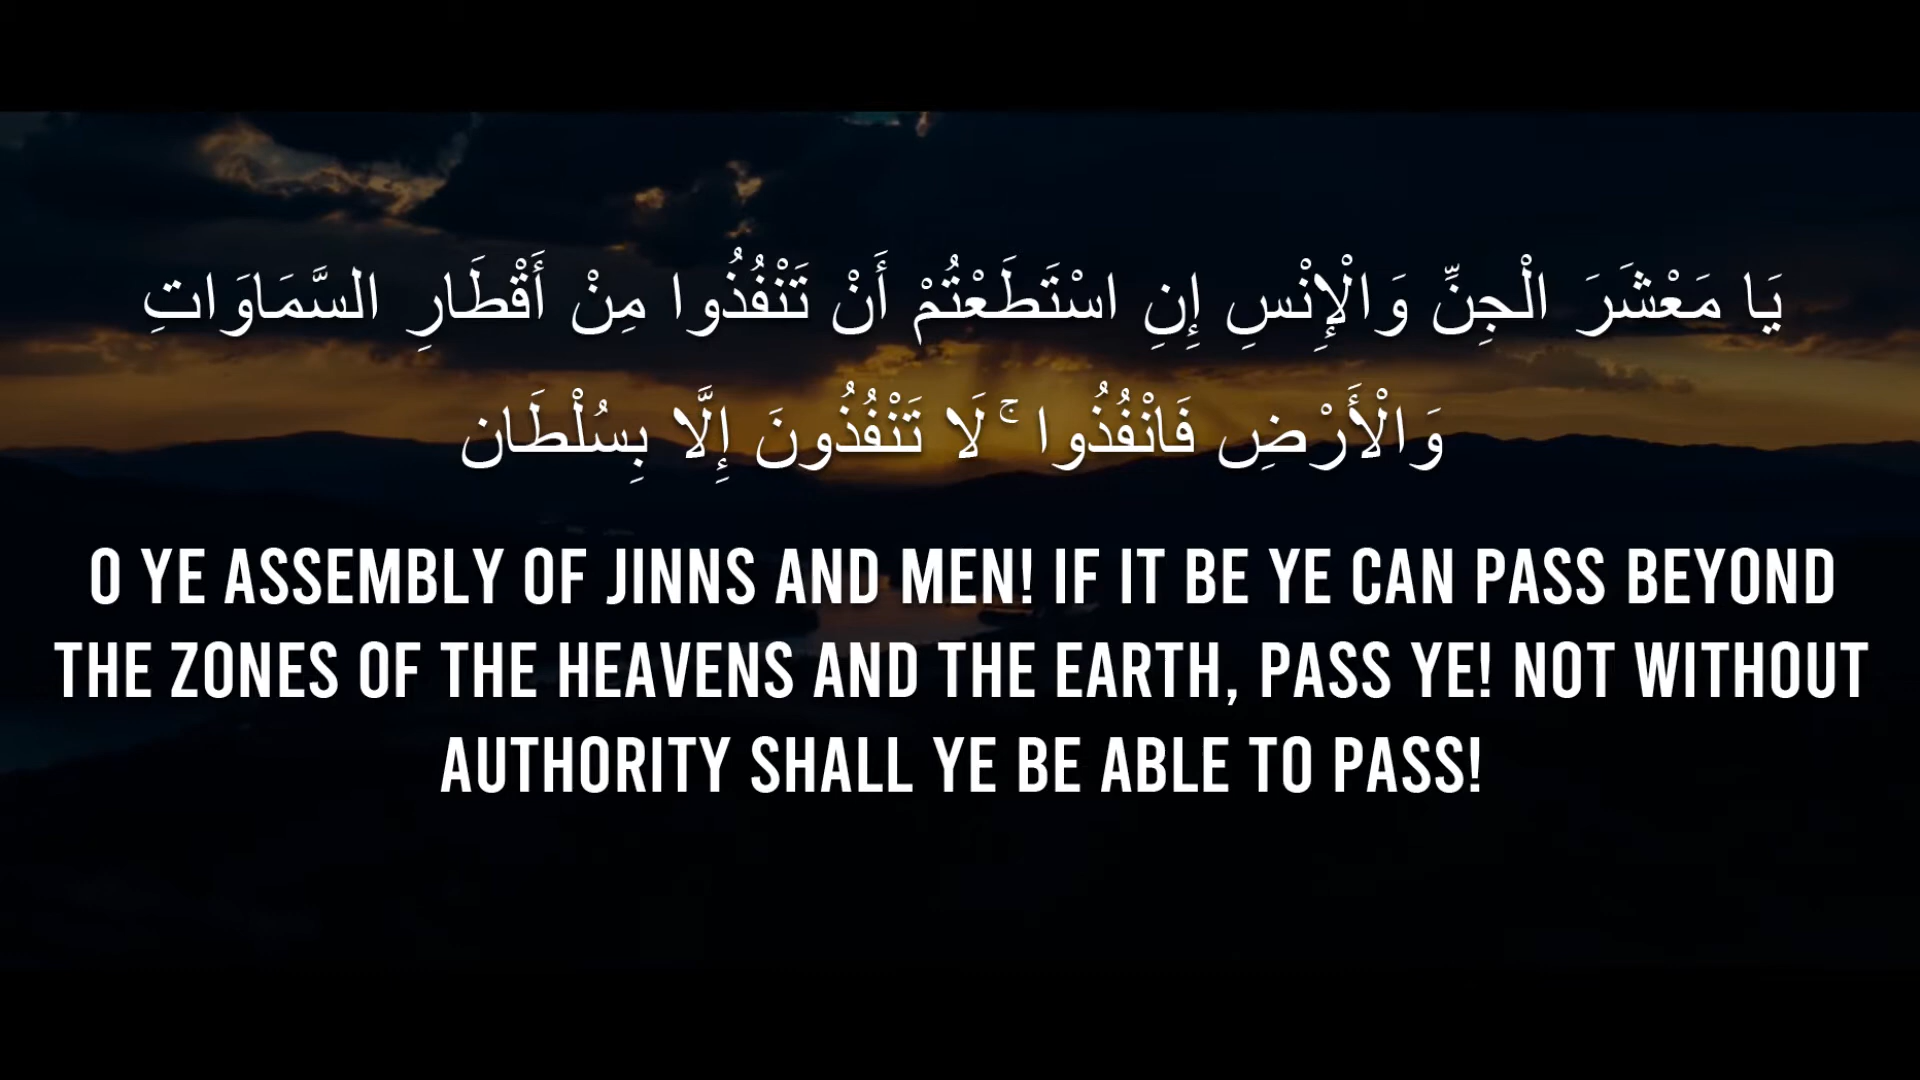 يَا مَعْشَرَ الْجِنِّ وَالْإِنْسِ إِنِ اسْتَطَعْتُمْ أَنْ تَنْفُذُوا مِنْ أَقْطَارِ السَّمَاوَاتِ
وَالْأَرْضِ فَانْفُذُوا ۚ لَا تَنْفُذُونَ إِلَّا بِسُلْطَان
O YE ASSEMBLY OF JINNS AND MEN! IF IT BE YE CAN PASS BEYOND
THE ZONES OF THE HEAVENS AND THE EARTH, PASS YE! NOT WITHOUT
AUTHORITY SHALL YE BE ABLE TO PASS!